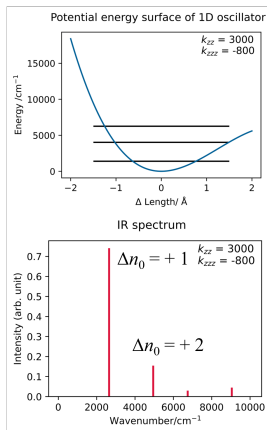 Potential energy surface of 1D oscillator
k_zz = 3000
k_zzz = -800
15000
10000
5000
0
Energy /cm⁻¹
−2
−1
0
1
2
Δ Length/ Å
IR spectrum
k_zz = 3000
k_zzz = -800
Δn₀ = + 1
Δn₀ = + 2
0.7
0.6
0.5
0.4
0.3
0.2
0.1
0.0
Intensity (arb. unit)
0
2000
4000
6000
8000
10000
Wavenumber/cm⁻¹